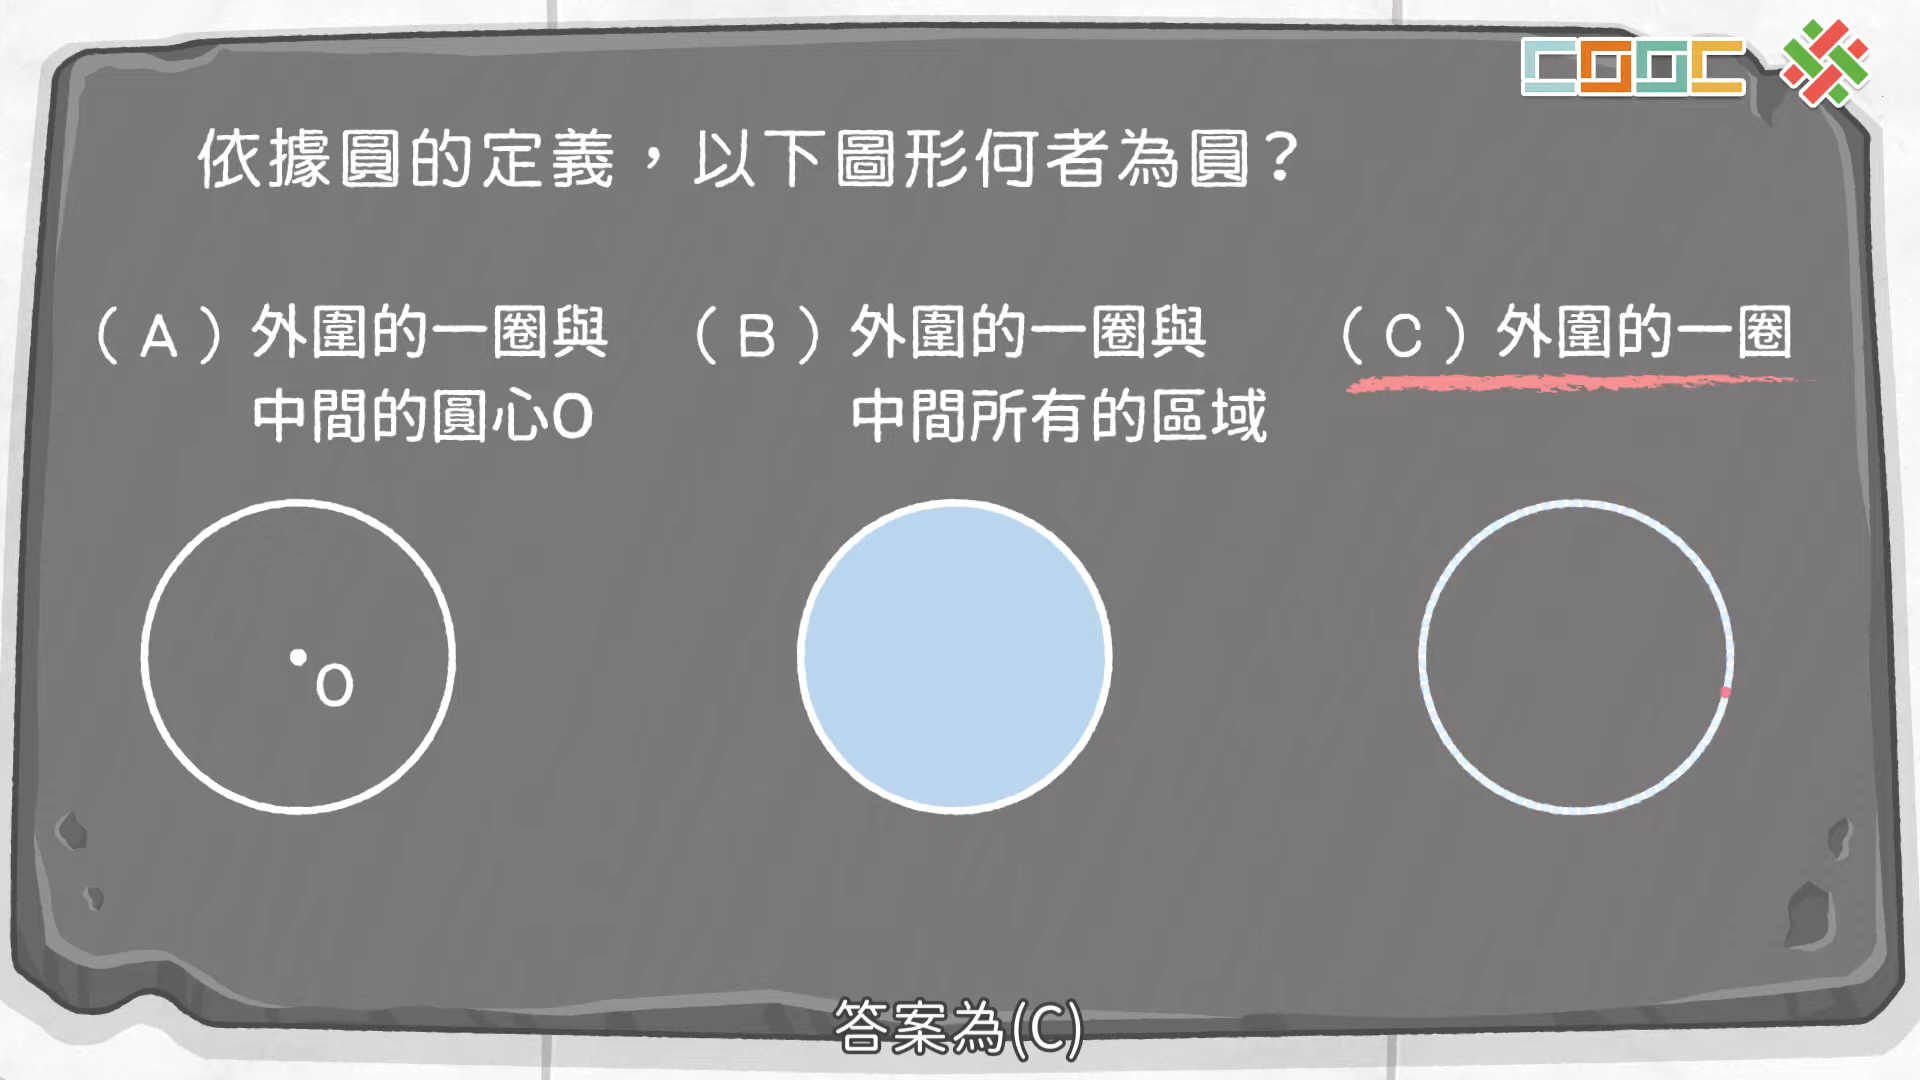 COOC
依據圓的定義，以下圖形何者為圓？
（A）外圍的一圈與
中間的圓心O
（B）外圍的一圈與
中間所有的區域
（C）外圍的一圈
O
答案為(C)